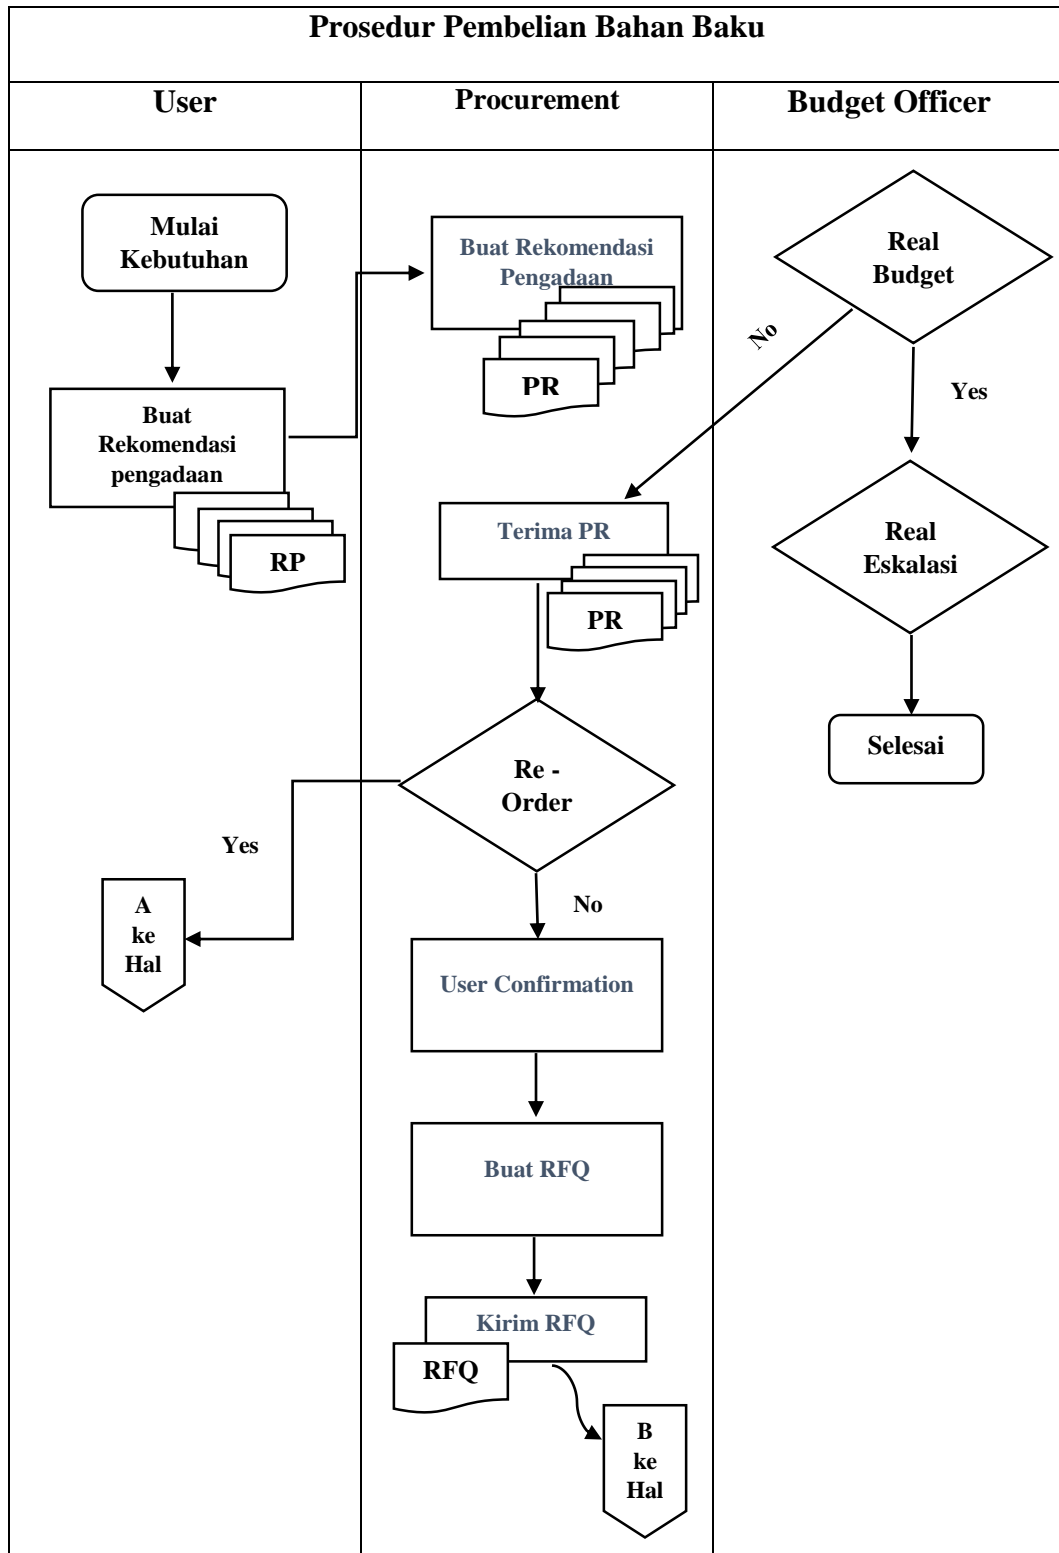 Prosedur Pembelian Bahan Baku
User
Procurement
Budget Officer
Mulai
Kebutuhan
Buat
Rekomendasi
pengadaan
RP
Buat Rekomendasi
Pengadaan
PR
Terima PR
PR
Re -
Order
Yes
A
ke
Hal
No
User Confirmation
Buat RFQ
Kirim RFQ
RFQ
B
ke
Hal
Real
Budget
No
Yes
Real
Eskalasi
Selesai